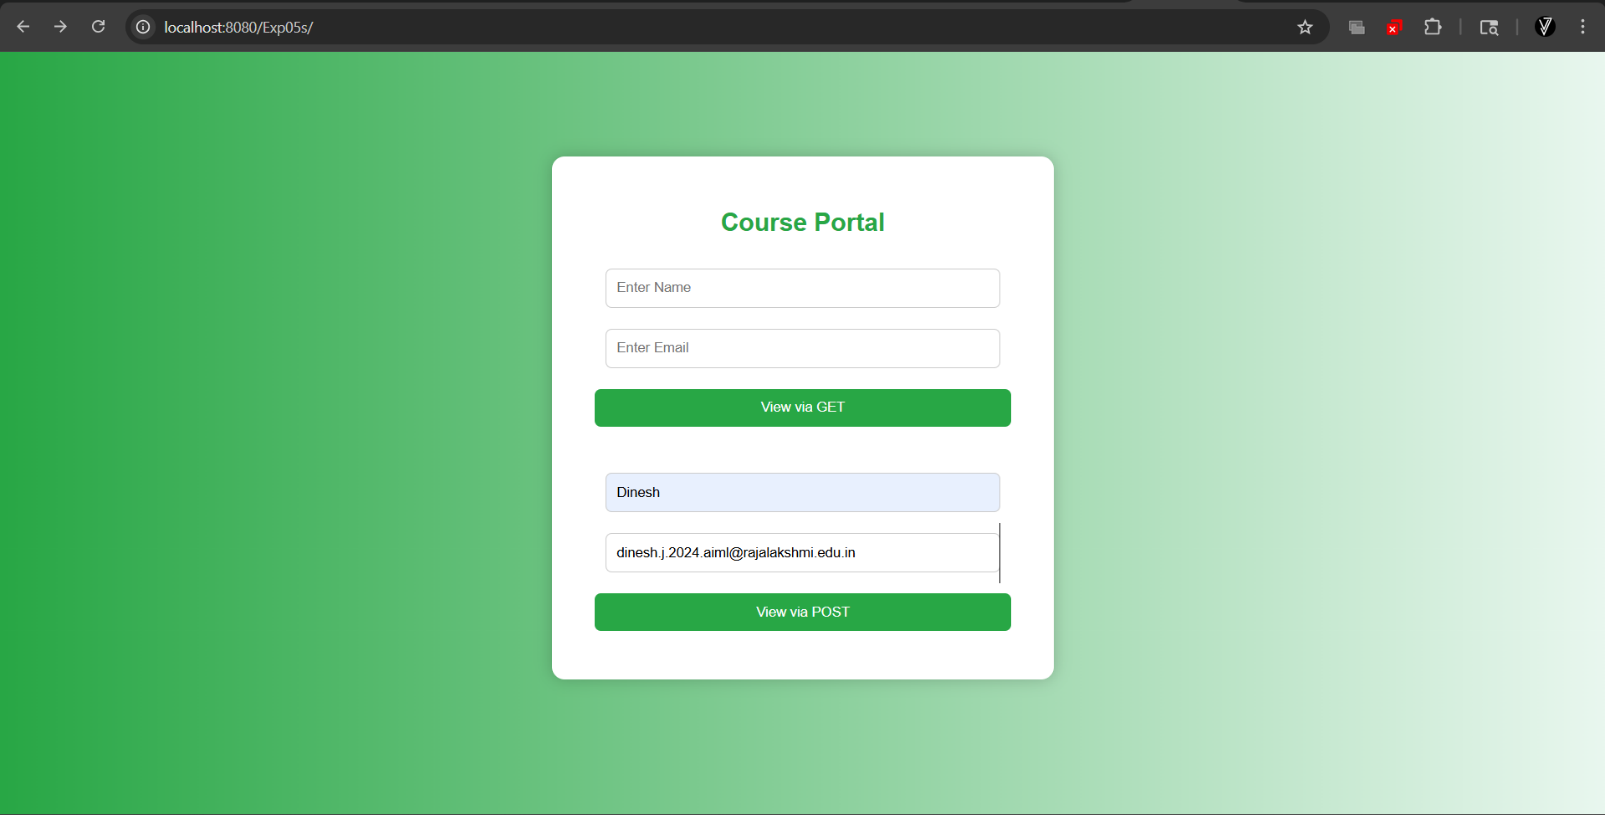 localhost:8080/Exp05s/
Course Portal
Enter Name
Enter Email
View via GET
Dinesh
dinesh.j.2024.aiml@rajalakshmi.edu.in
View via POST